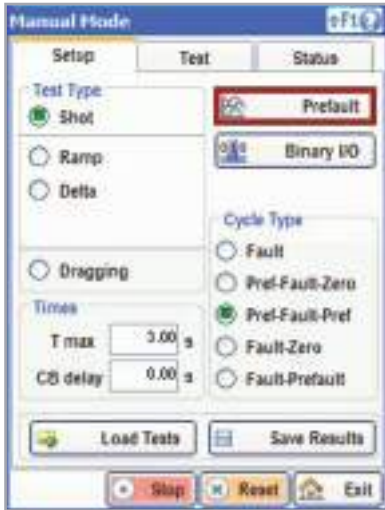 Manual Mode
Setup
Test
Status
Test Type
Shot
Ramp
Delta
Dragging
Times
T max 3.00 s
CB delay 0.00 s
Prefault
Binary I/O
Cycle Type
Fault
Pref-Fault-Zero
Pref-Fault-Pref
Fault-Zero
Fault-Prefault
Load Tests
Save Results
Stop
Reset
Exit